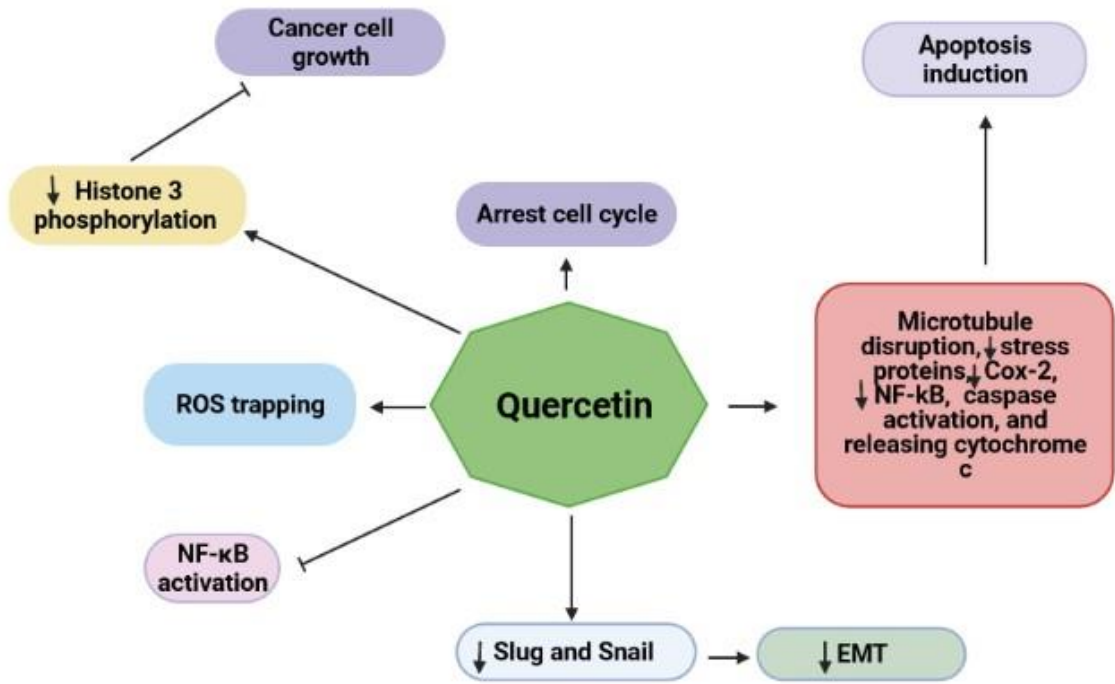 Cancer cell
growth
Apoptosis
induction
↓ Histone 3
phosphorylation
Arrest cell cycle
Microtubule
disruption,↓stress
proteins,↓Cox-2,
↓NF-kB, caspase
activation, and
releasing cytochrome
c
ROS trapping
Quercetin
NF-κB
activation
↓ Slug and Snail
↓EMT